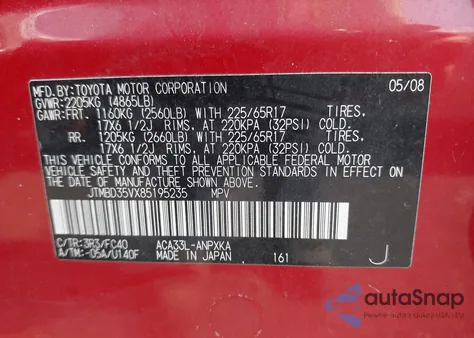 MFD.BY:TOYOTA MOTOR CORPORATION 05/08
GVWR:2205KG (4865LB)
GAWR:FRT. 1160KG (2560LB) WITH 225/65R17 TIRES,
17X6 1/2J RIMS, AT 220KPA (32PSI) COLD.
RR. 1205KG (2660LB) WITH 225/65R17 TIRES,
17X6 1/2J RIMS, AT 220KPA (32PSI) COLD.
THIS VEHICLE CONFORMS TO ALL APPLICABLE FEDERAL MOTOR
VEHICLE SAFETY AND THEFT PREVENTION STANDARDS IN
EFFECT ON THE DATE OF MANUFACTURE SHOWN ABOVE.
JTMBD35VX85195235 MPV
C/TR:3R3/FC40 ACA33L-ANPXKA
A/TM:-05A/U140F MADE IN JAPAN 161 J
autoSnap